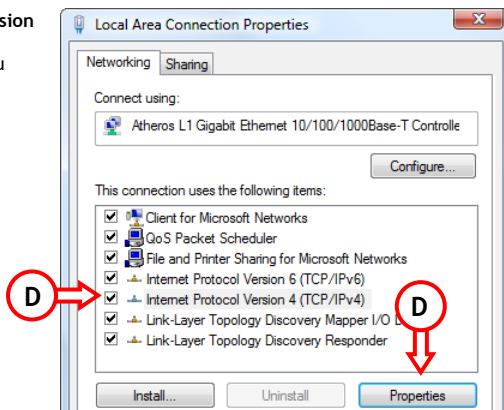 sion
u
Local Area Connection Properties
Networking Sharing
Connect using:
Atheros L1 Gigabit Ethernet 10/100/1000Base-T Controlle
Configure...
This connection uses the following items:
Client for Microsoft Networks
QoS Packet Scheduler
File and Printer Sharing for Microsoft Networks
Internet Protocol Version 6 (TCP/IPv6)
D Internet Protocol Version 4 (TCP/IPv4) D
Link-Layer Topology Discovery Mapper I/O D
Link-Layer Topology Discovery Responder
Install... Uninstall Properties